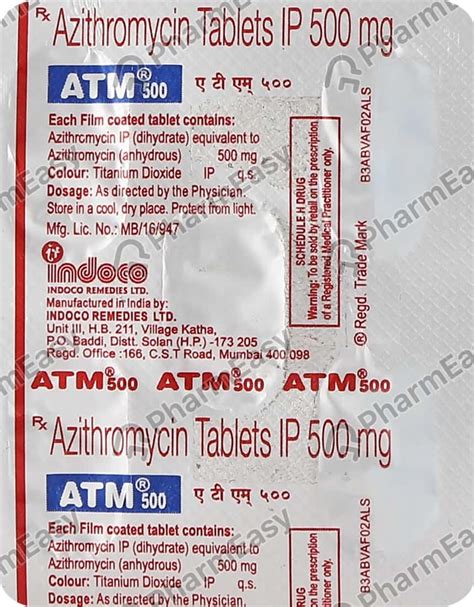 Rx Azithromycin Tablets IP 500 mg
ATM® 500 ए टी एम् ५००
Each Film coated tablet contains:
Azithromycin IP (dihydrate) equivalent to
Azithromycin (anhydrous) 500 mg
Colour: Titanium Dioxide IP q.s.
Dosage: As directed by the Physician.
Store in a cool, dry place. Protect from light.
Mfg. Lic. No.: MB/16/947
indoco
INDOCO REMEDIES LTD.
Manufactured in India by:
INDOCO REMEDIES LTD.
Unit III, H.B. 211, Village Katha,
P.O. Baddi, Distt. Solan (H.P.) -173 205
Regd. Office :166, C.S.T Road, Mumbai 400 098
SCHEDULE H DRUG
Warning: To be sold by retail on the prescription
of a Registered Medical Practitioner only.
B3ABVAF02ALS
® Regd. Trade Mark
ATM® 500 ATM® 500 ATM® 500
Rx Azithromycin Tablets IP 500 mg
ATM® 500 ए टी एम् ५००
Each Film coated tablet contains:
Azithromycin IP (dihydrate) equivalent to
Azithromycin (anhydrous) 500 mg
Colour: Titanium Dioxide IP q.s.
Dosage: As directed by the Physician.
DRUG
on the prescription
only.
B3ABVAF02ALS
PharmEasy